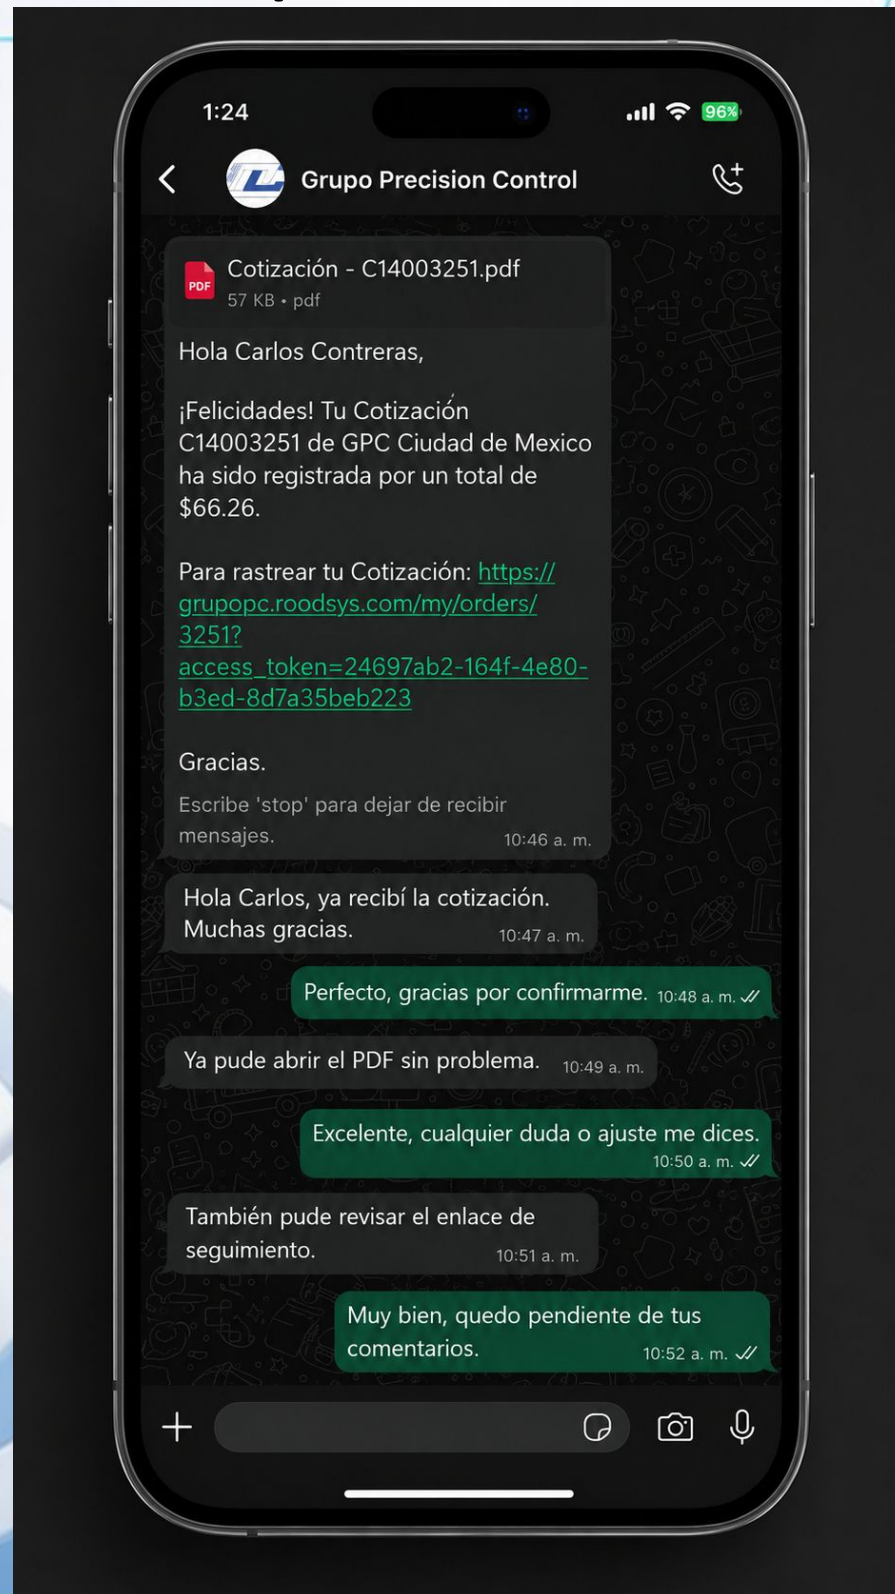 1:24
96%
Grupo Precision Control
PDF
Cotización - C14003251.pdf
57 KB • pdf
Hola Carlos Contreras,
¡Felicidades! Tu Cotización
C14003251 de GPC Ciudad de Mexico
ha sido registrada por un total de
$66.26.
Para rastrear tu Cotización: https://
grupopc.roodsys.com/my/orders/
3251?
access_token=24697ab2-164f-4e80-
b3ed-8d7a35beb223
Gracias.
Escribe 'stop' para dejar de recibir
mensajes. 10:46 a. m.
Hola Carlos, ya recibí la cotización.
Muchas gracias. 10:47 a. m.
Perfecto, gracias por confirmarme. 10:48 a. m.
Ya pude abrir el PDF sin problema. 10:49 a. m.
Excelente, cualquier duda o ajuste me dices.
10:50 a. m.
También pude revisar el enlace de
seguimiento. 10:51 a. m.
Muy bien, quedo pendiente de tus
comentarios. 10:52 a. m.